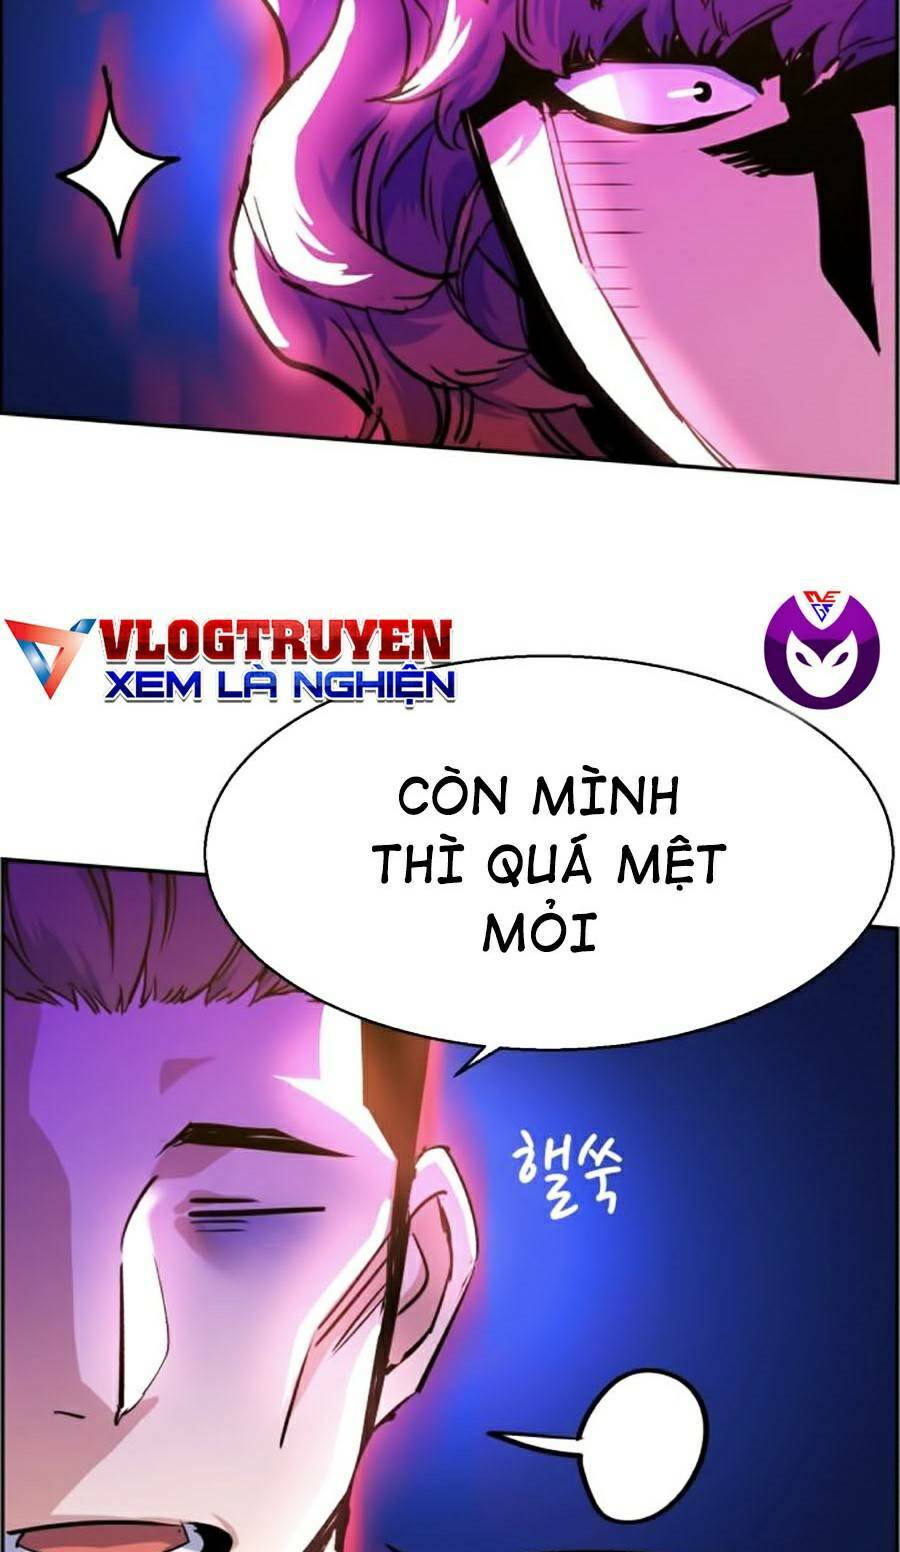 VLOGTRUYEN
XEM LÀ NGHIỆN
CÒN MÌNH
THÌ QUÁ MỆT
MỎI
핼쑥